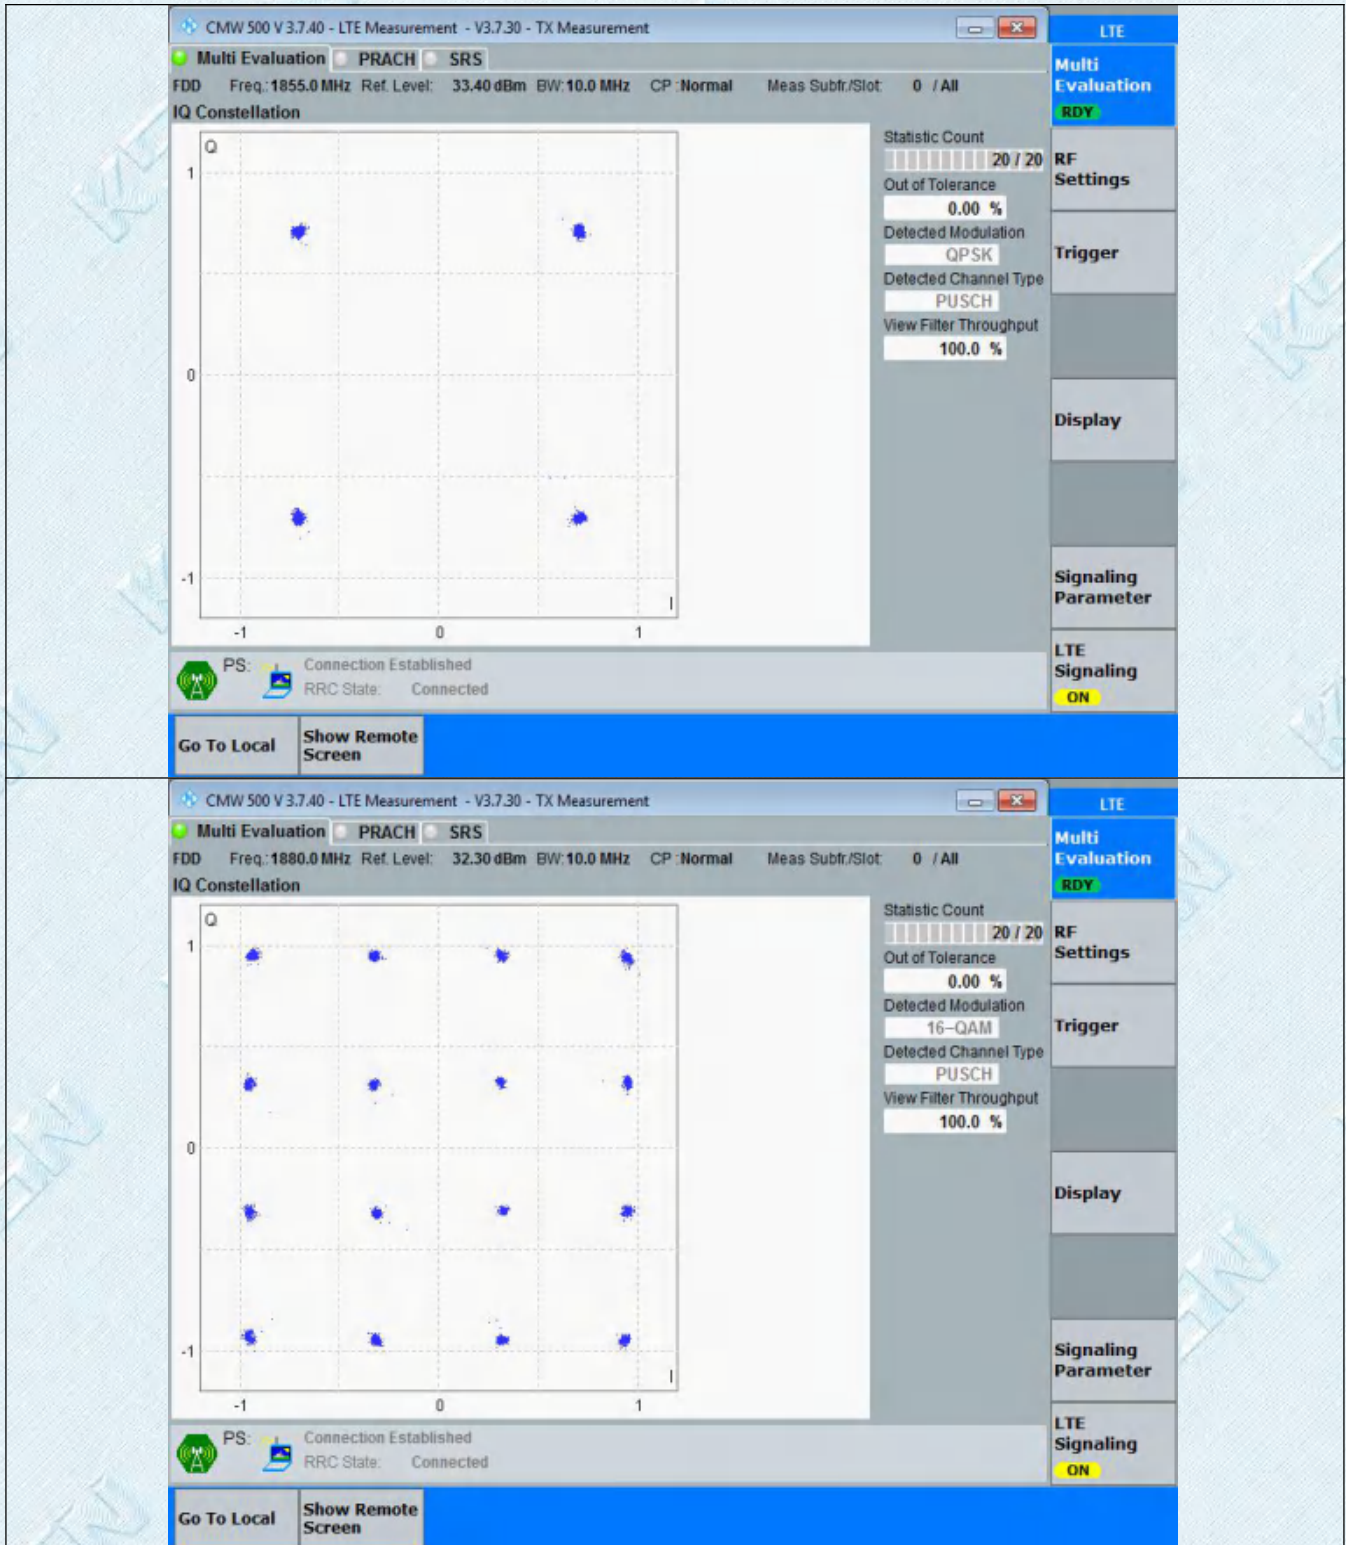 CMW 500 V 3.7.40 - LTE Measurement - V3.7.30 - TX Measurement
LTE
Multi Evaluation PRACH SRS
FDD Freq.: 1855.0 MHz Ref. Level: 33.40 dBm BW: 10.0 MHz CP : Normal Meas Subfr./Slot: 0 / All
IQ Constellation
Multi
Evaluation
RDY
Q
1
0
-1
-1 0 1
I
Statistic Count
20 / 20
Out of Tolerance
0.00 %
Detected Modulation
QPSK
Detected Channel Type
PUSCH
View Filter Throughput
100.0 %
RF
Settings
Trigger
Display
Signaling
Parameter
LTE
Signaling
ON
PS: Connection Established
RRC State: Connected
Go To Local
Show Remote
Screen
CMW 500 V 3.7.40 - LTE Measurement - V3.7.30 - TX Measurement
LTE
Multi Evaluation PRACH SRS
FDD Freq.: 1880.0 MHz Ref. Level: 32.30 dBm BW: 10.0 MHz CP : Normal Meas Subfr./Slot: 0 / All
IQ Constellation
Multi
Evaluation
RDY
Q
1
0
-1
-1 0 1
I
Statistic Count
20 / 20
Out of Tolerance
0.00 %
Detected Modulation
16-QAM
Detected Channel Type
PUSCH
View Filter Throughput
100.0 %
RF
Settings
Trigger
Display
Signaling
Parameter
LTE
Signaling
ON
PS: Connection Established
RRC State: Connected
Go To Local
Show Remote
Screen